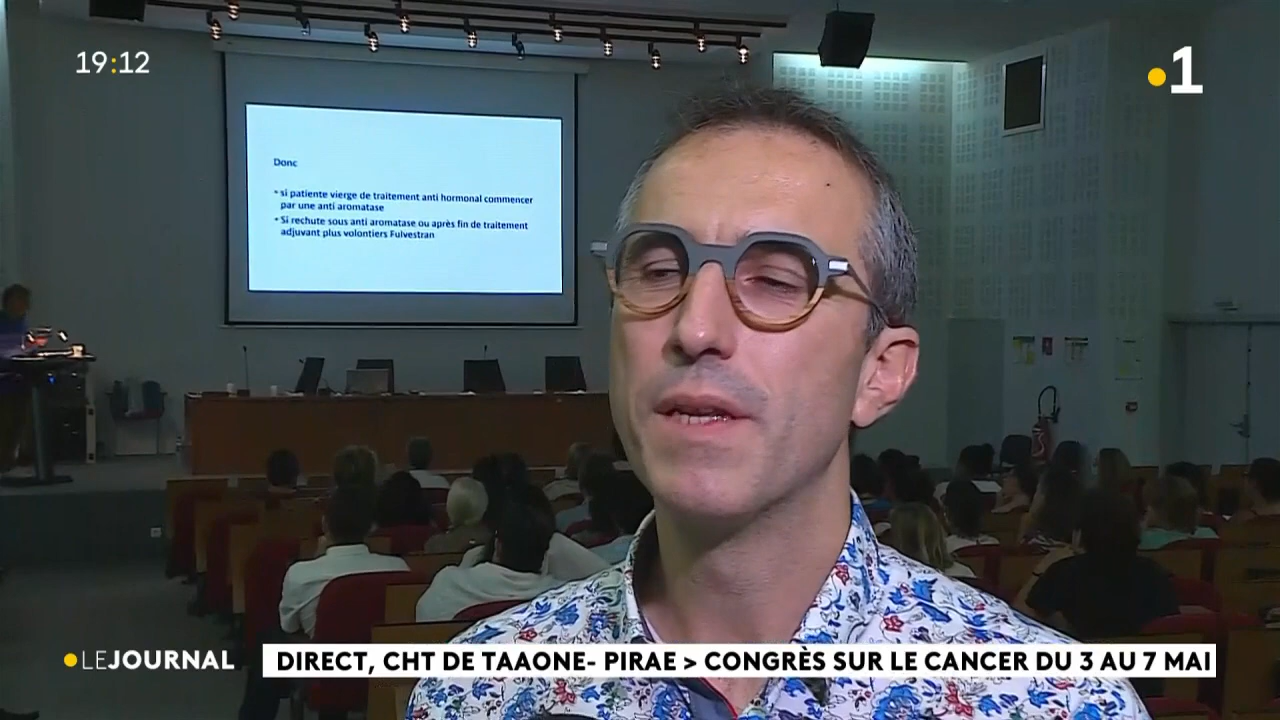 19:12
1
Donc
• si patiente vierge de traitement anti hormonal commencer
par une anti aromatase
• Si rechute sous anti aromatase ou après fin de traitement
adjuvant plus volontiers Fulvestran
LEJOURNAL
DIRECT, CHT DE TAAONE- PIRAE > CONGRÈS SUR LE CANCER DU 3 AU 7 MAI